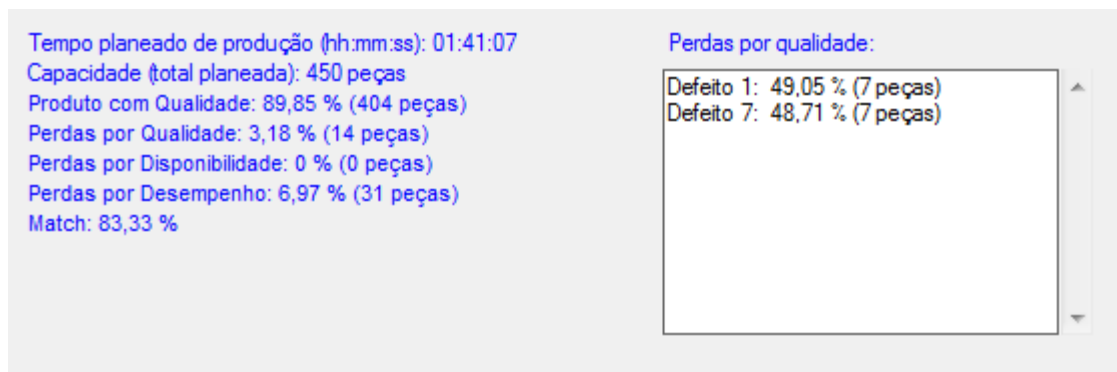 Tempo planeado de produção (hh:mm:ss): 01:41:07
Capacidade (total planeada): 450 peças
Produto com Qualidade: 89,85 % (404 peças)
Perdas por Qualidade: 3,18 % (14 peças)
Perdas por Disponibilidade: 0 % (0 peças)
Perdas por Desempenho: 6,97 % (31 peças)
Match: 83,33 %
Perdas por qualidade:
Defeito 1: 49,05 % (7 peças)
Defeito 7: 48,71 % (7 peças)